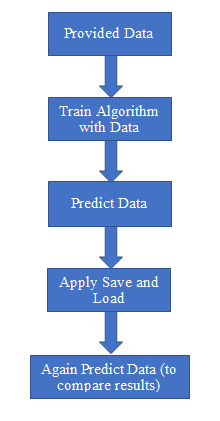 Provided Data
Train Algorithm
with Data
Predict Data
Apply Save and
Load
Again Predict Data (to
compare results)